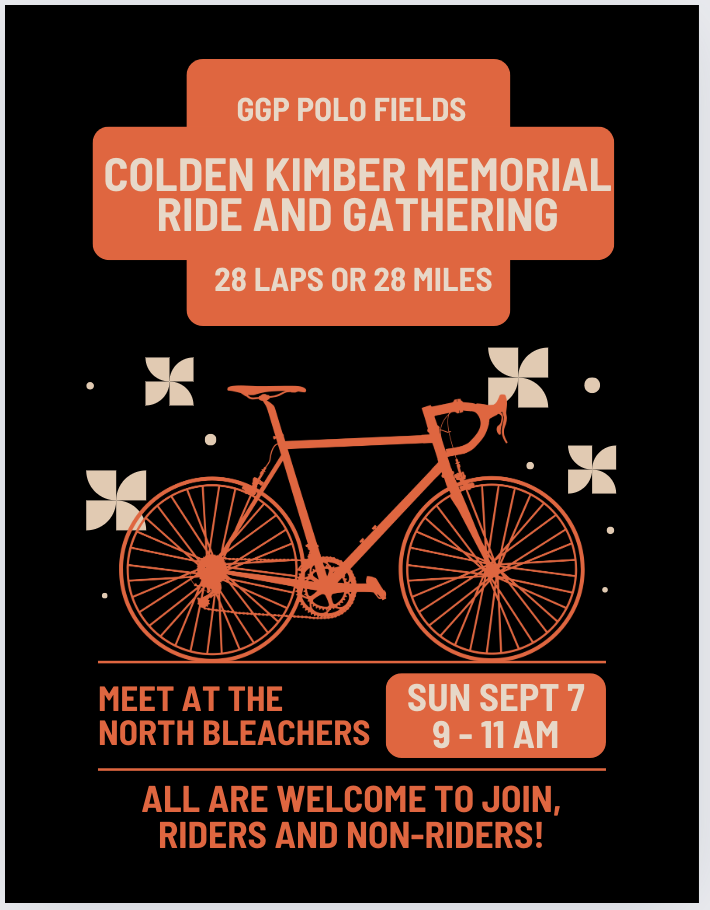 GGP POLO FIELDS
COLDEN KIMBER MEMORIAL
RIDE AND GATHERING
28 LAPS OR 28 MILES
MEET AT THE
NORTH BLEACHERS
SUN SEPT 7
9 - 11 AM
ALL ARE WELCOME TO JOIN,
RIDERS AND NON-RIDERS!